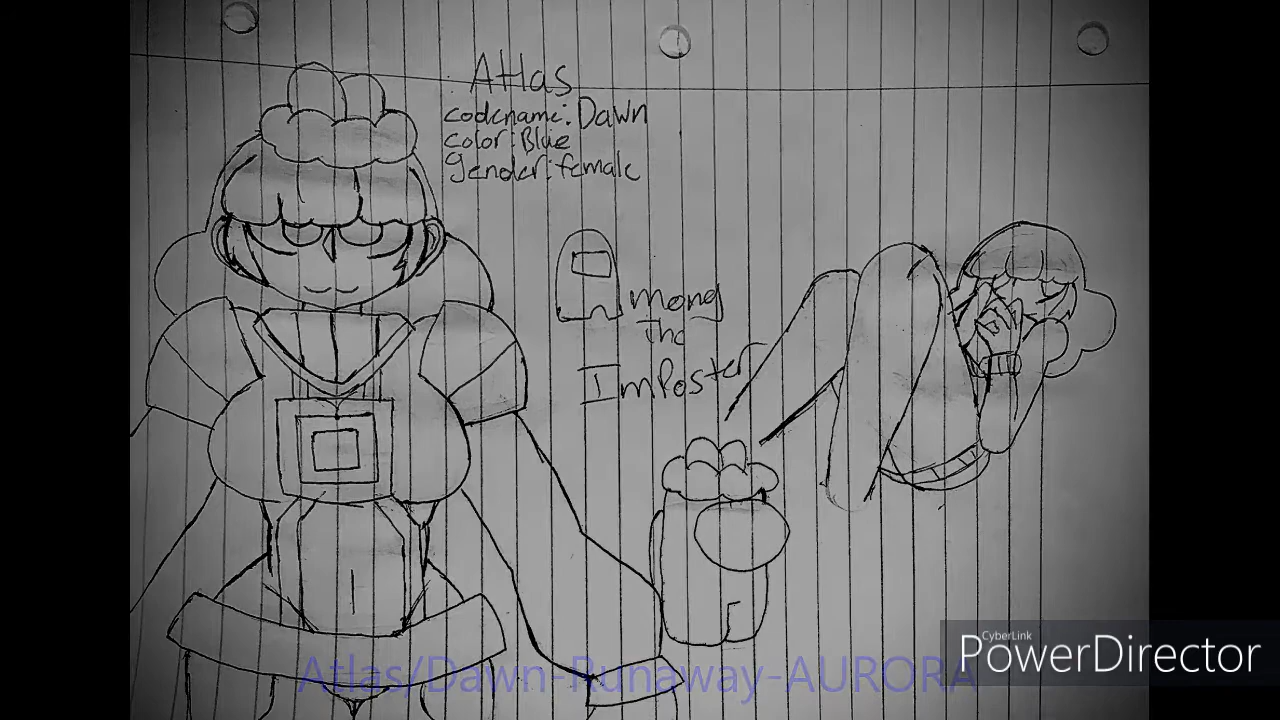 Atlas
codename: Dawn
color: Blue
gender: female
mong
the
Imposter
Atlas/Dawn-Runaway-AURORA
CyberLink
PowerDirector